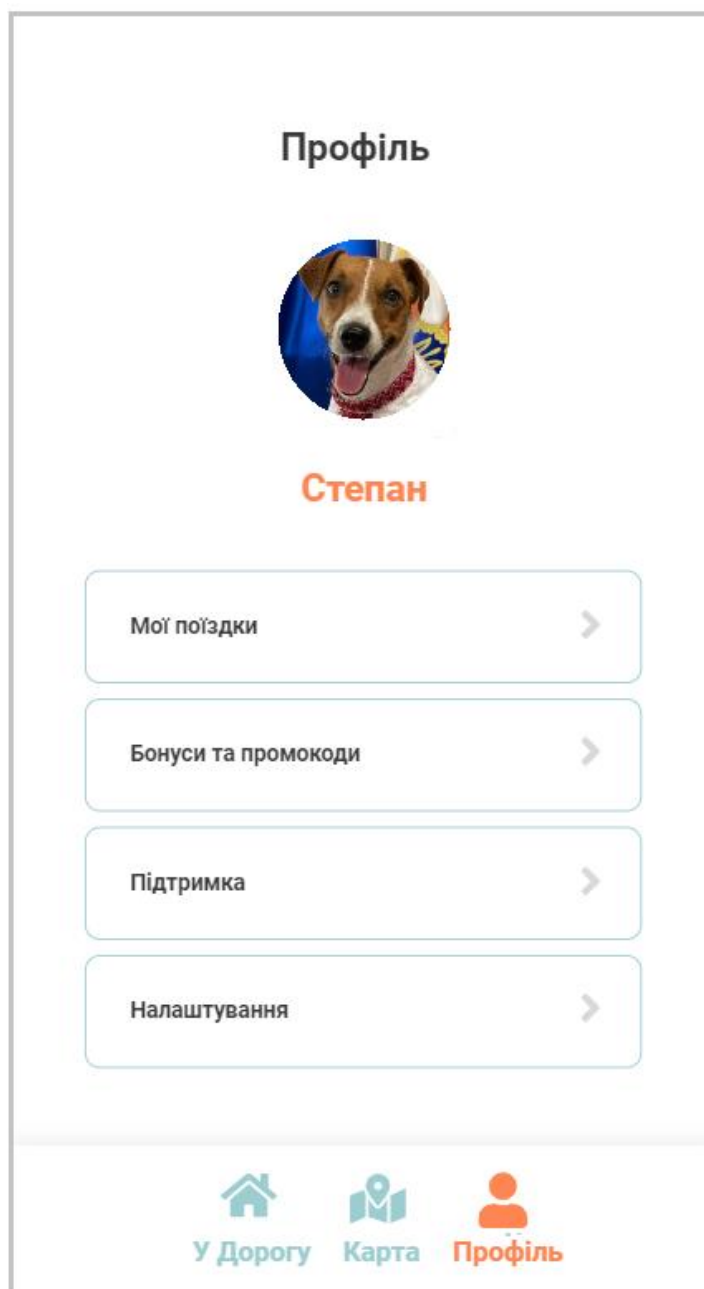 Профіль
Степан
Мої поїздки
Бонуси та промокоди
Підтримка
Налаштування
У Дорогу Карта Профіль